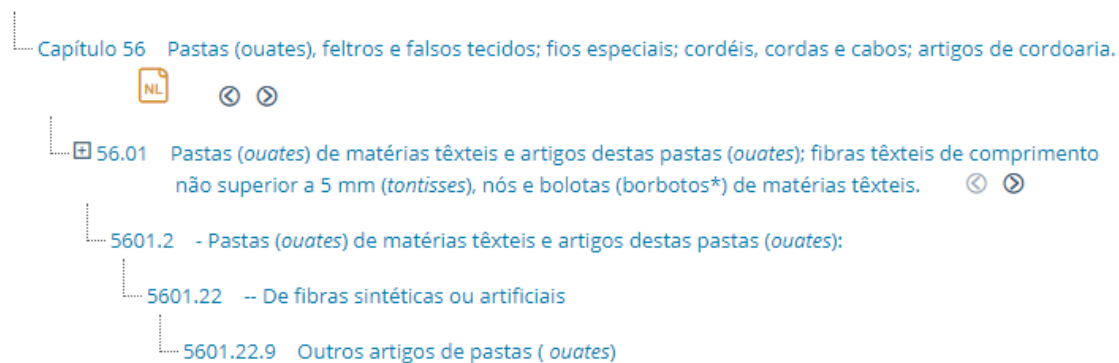 Capítulo 56 Pastas (ouates), feltros e falsos tecidos; fios especiais; cordéis, cordas e cabos; artigos de cordoaria.
NL
56.01 Pastas (ouates) de matérias têxteis e artigos destas pastas (ouates); fibras têxteis de comprimento
não superior a 5 mm (tontisses), nós e bolotas (borbotos*) de matérias têxteis.
5601.2 - Pastas (ouates) de matérias têxteis e artigos destas pastas (ouates):
5601.22 -- De fibras sintéticas ou artificiais
5601.22.9 Outros artigos de pastas ( ouates)